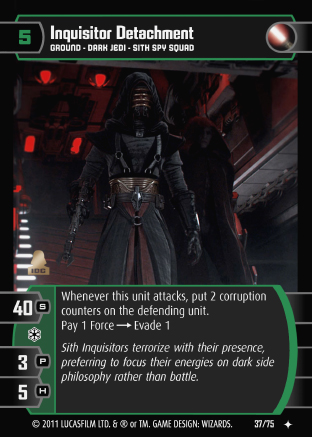 5 Inquisitor Detachment
GROUND - DARK JEDI - SITH SPY SQUAD
IOC
40 S
3 P
5 H
Whenever this unit attacks, put 2 corruption
counters on the defending unit.
Pay 1 Force → Evade 1
Sith Inquisitors terrorize with their presence,
preferring to focus their energies on dark side
philosophy rather than battle.
© 2011 LUCASFILM LTD. & ® or TM. GAME DESIGN: WIZARDS. 37/75